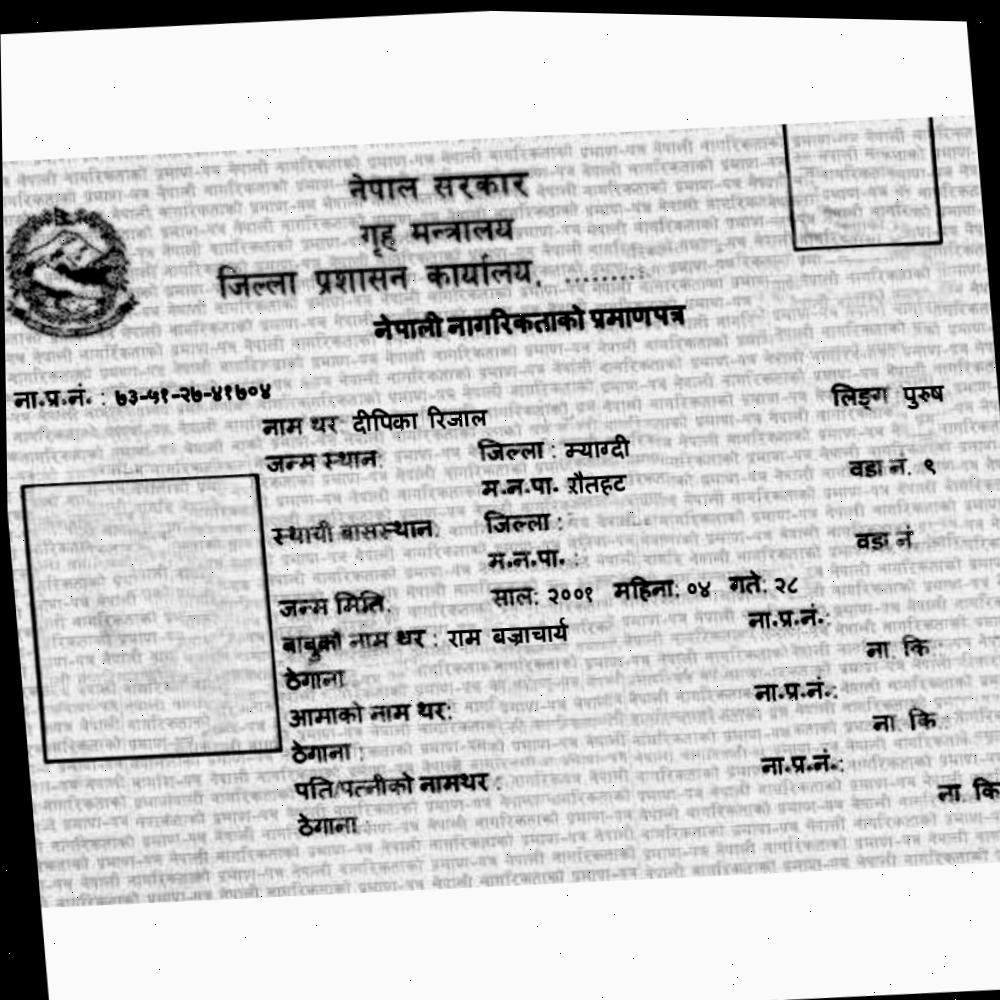 नेपाल सरकार
गृह मन्त्रालय
जिल्ला प्रशासन कार्यालय, .........
नेपाली नागरिकताको प्रमाणपत्र
ना.प्र.नं. : ७३-५१-२७-४१७०४
लिङ्ग पुरुष
नाम थर दीपिका रिजाल
जन्म स्थान: जिल्ला : म्याग्दी वडा नं. ९
म.न.पा. रौतहट
स्थायी बासस्थान: जिल्ला :
म.न.पा. : वडा नं
जन्म मिति: साल: २००१ महिना: ०४ गते: २८
बाबुको नाम थर : राम बज्राचार्य ना.प्र.नं.:
ठेगाना ना. कि :
आमाको नाम थर: ना.प्र.नं.:
ठेगाना : ना. कि :
पति/पत्नीको नामथर : ना.प्र.नं.:
ठेगाना : ना. कि